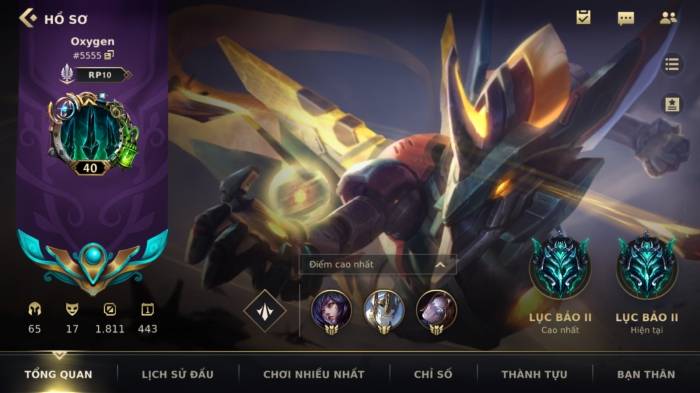 HỒ SƠ
Oxygen
#5555
RP10
40
65 17 1.811 443
Điểm cao nhất
LỤC BẢO II
Cao nhất
LỤC BẢO II
Hiện tại
TỔNG QUAN LỊCH SỬ ĐẤU CHƠI NHIỀU NHẤT CHỈ SỐ THÀNH TỰU BẠN THÂN